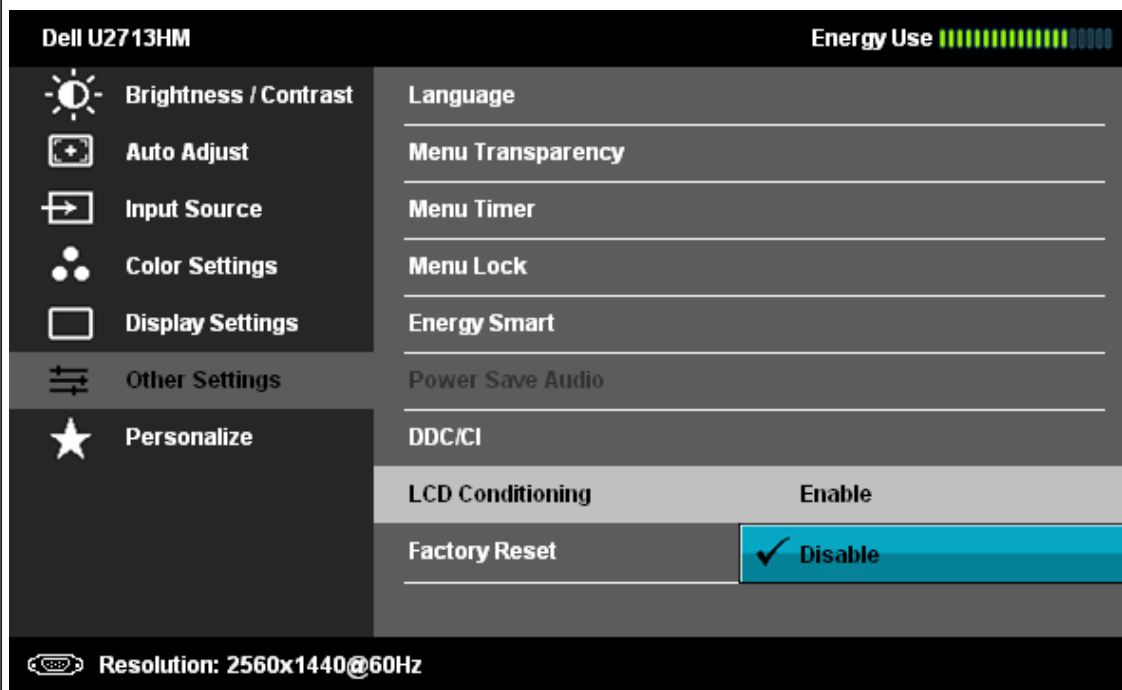 Dell U2713HM Energy Use
Brightness / Contrast Language
Auto Adjust Menu Transparency
Input Source Menu Timer
Color Settings Menu Lock
Display Settings Energy Smart
Other Settings Power Save Audio
Personalize DDC/CI
LCD Conditioning Enable
Factory Reset Disable
Resolution: 2560x1440@60Hz